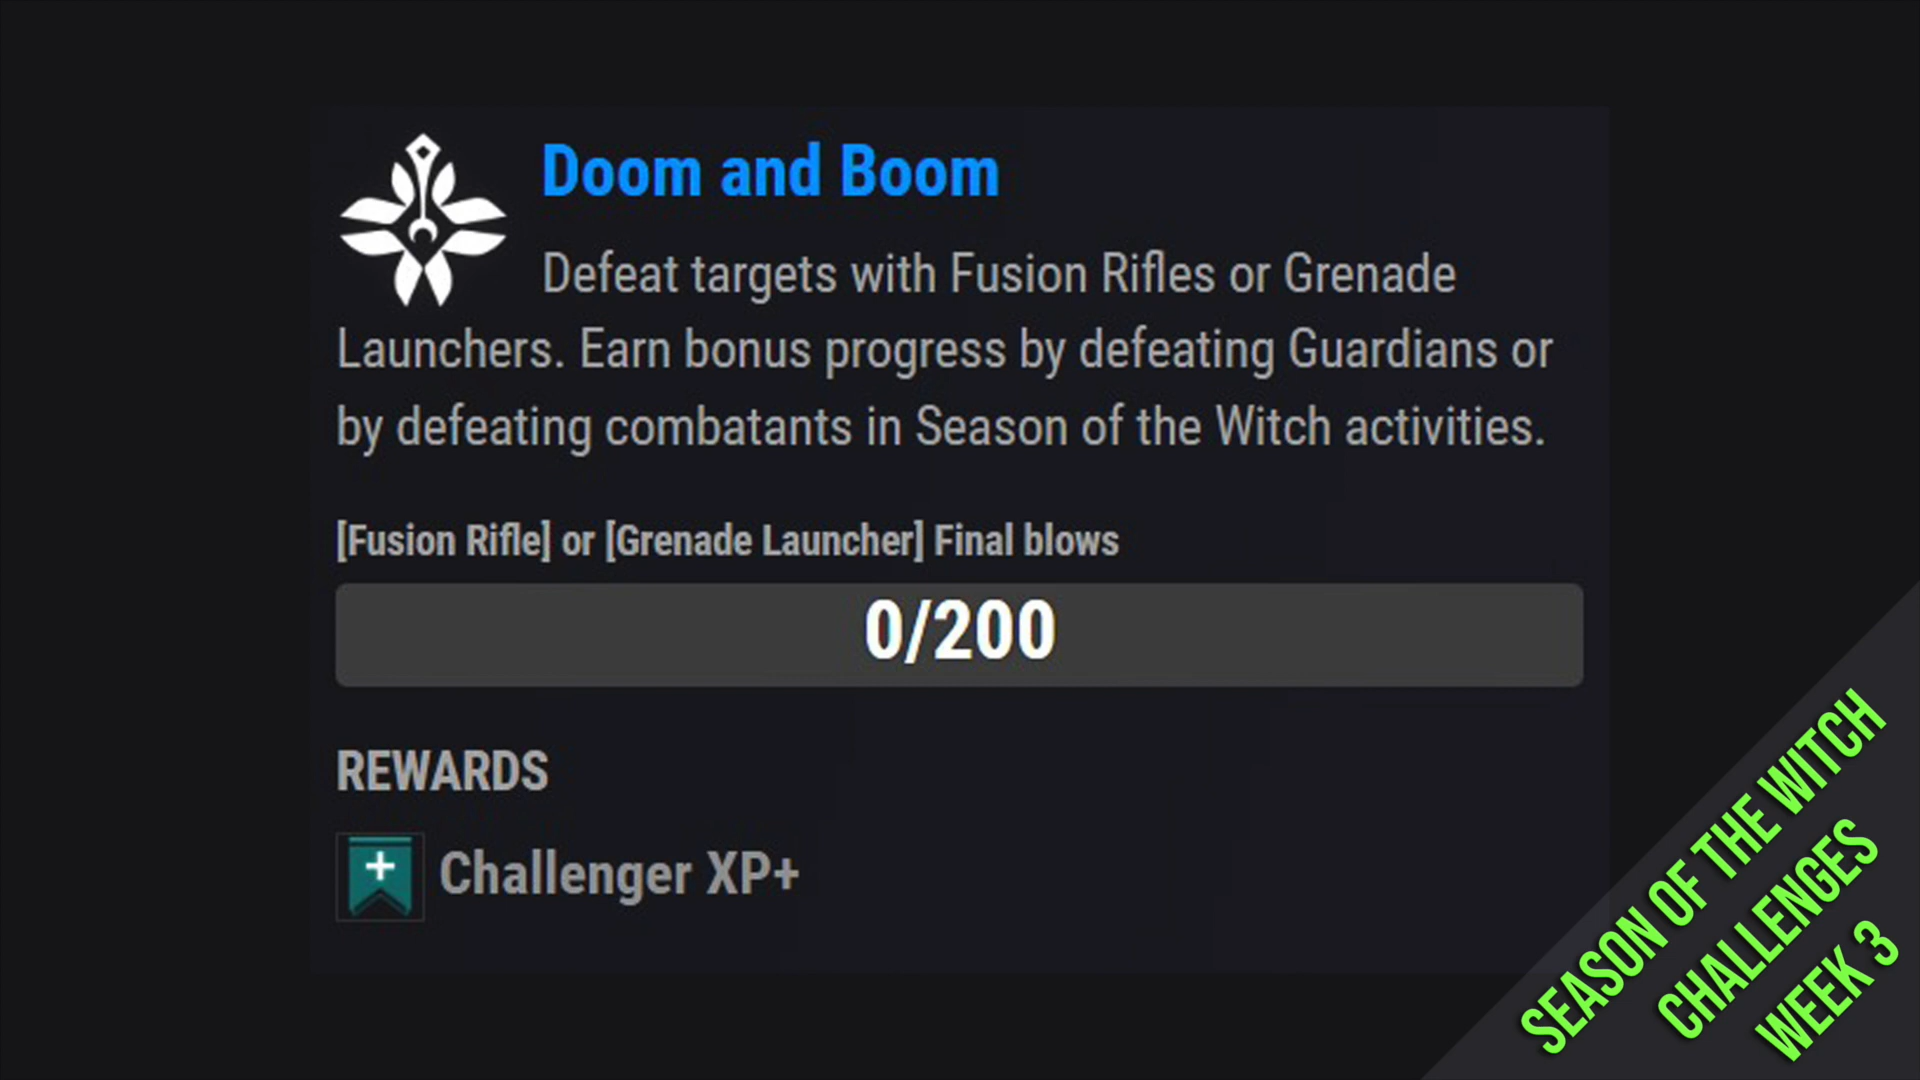 Doom and Boom
Defeat targets with Fusion Rifles or Grenade
Launchers. Earn bonus progress by defeating Guardians or
by defeating combatants in Season of the Witch activities.
[Fusion Rifle] or [Grenade Launcher] Final blows
0/200
REWARDS
Challenger XP+
SEASON OF THE WITCH
CHALLENGES
WEEK 3